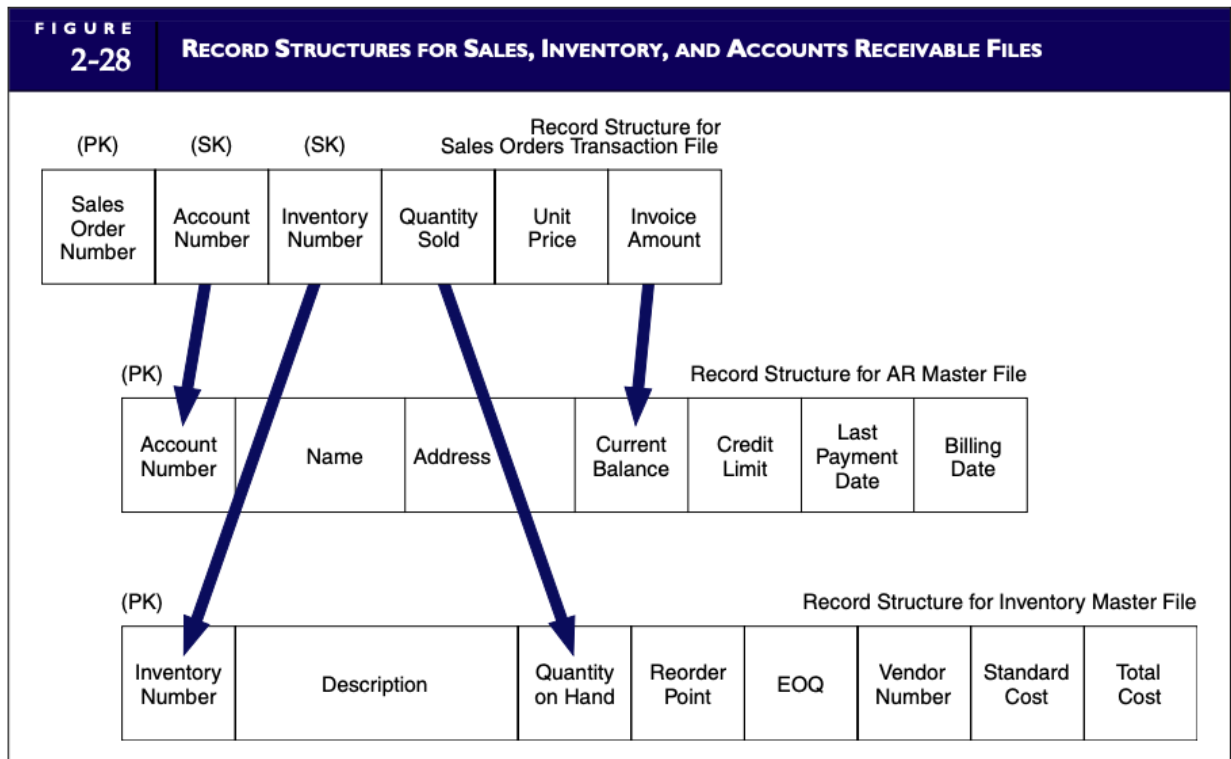 FIGURE
2-28
RECORD STRUCTURES FOR SALES, INVENTORY, AND ACCOUNTS RECEIVABLE FILES
(PK)
(SK)
(SK)
Record Structure for
Sales Orders Transaction File
Sales
Order
Number
Account
Number
Inventory
Number
Quantity
Sold
Unit
Price
Invoice
Amount
(PK)
Record Structure for AR Master File
Account
Number
Name
Address
Current
Balance
Credit
Limit
Last
Payment
Date
Billing
Date
(PK)
Record Structure for Inventory Master File
Inventory
Number
Description
Quantity
on Hand
Reorder
Point
EOQ
Vendor
Number
Standard
Cost
Total
Cost